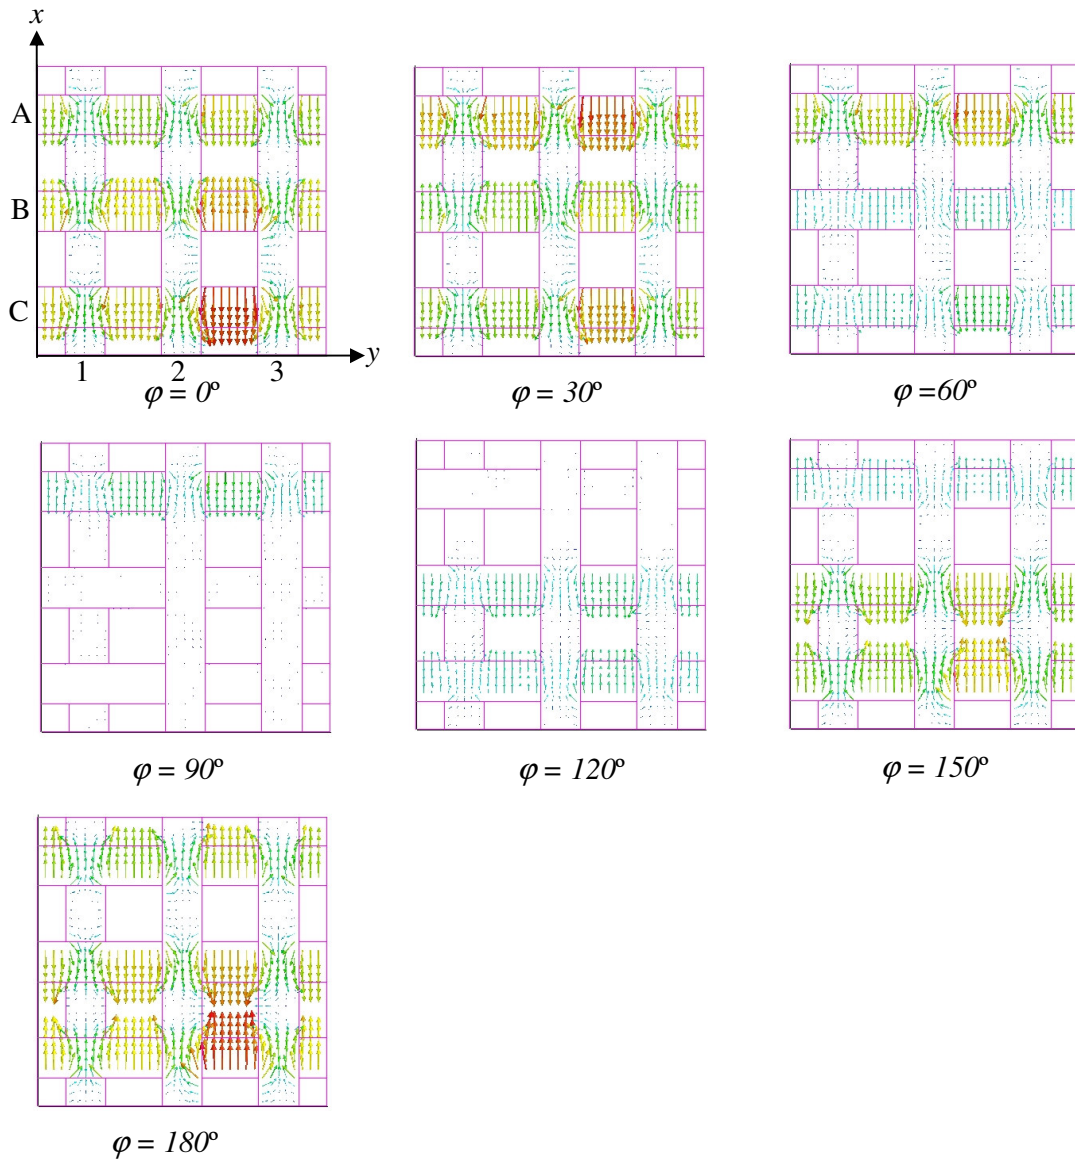 x
A
B
C
1 2 3 y
φ = 0º φ = 30º φ =60º
φ = 90º φ = 120º φ = 150º
φ = 180º